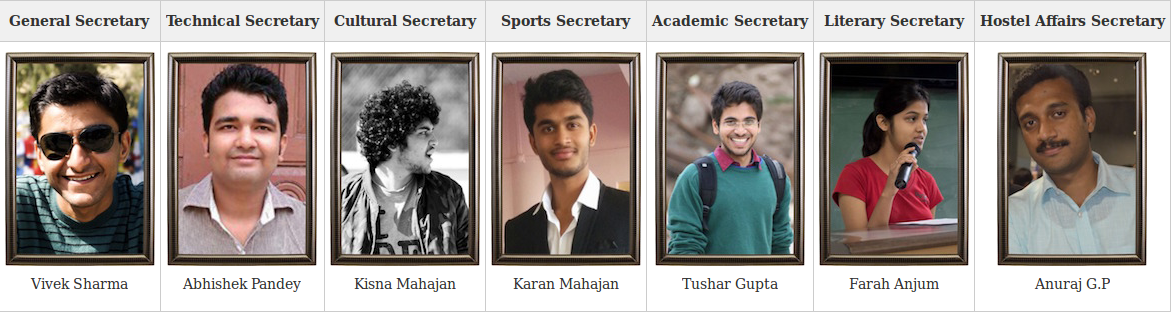 General Secretary Technical Secretary Cultural Secretary Sports Secretary Academic Secretary Literary Secretary Hostel Affairs Secretary
Vivek Sharma Abhishek Pandey Kisna Mahajan Karan Mahajan Tushar Gupta Farah Anjum Anuraj G.P